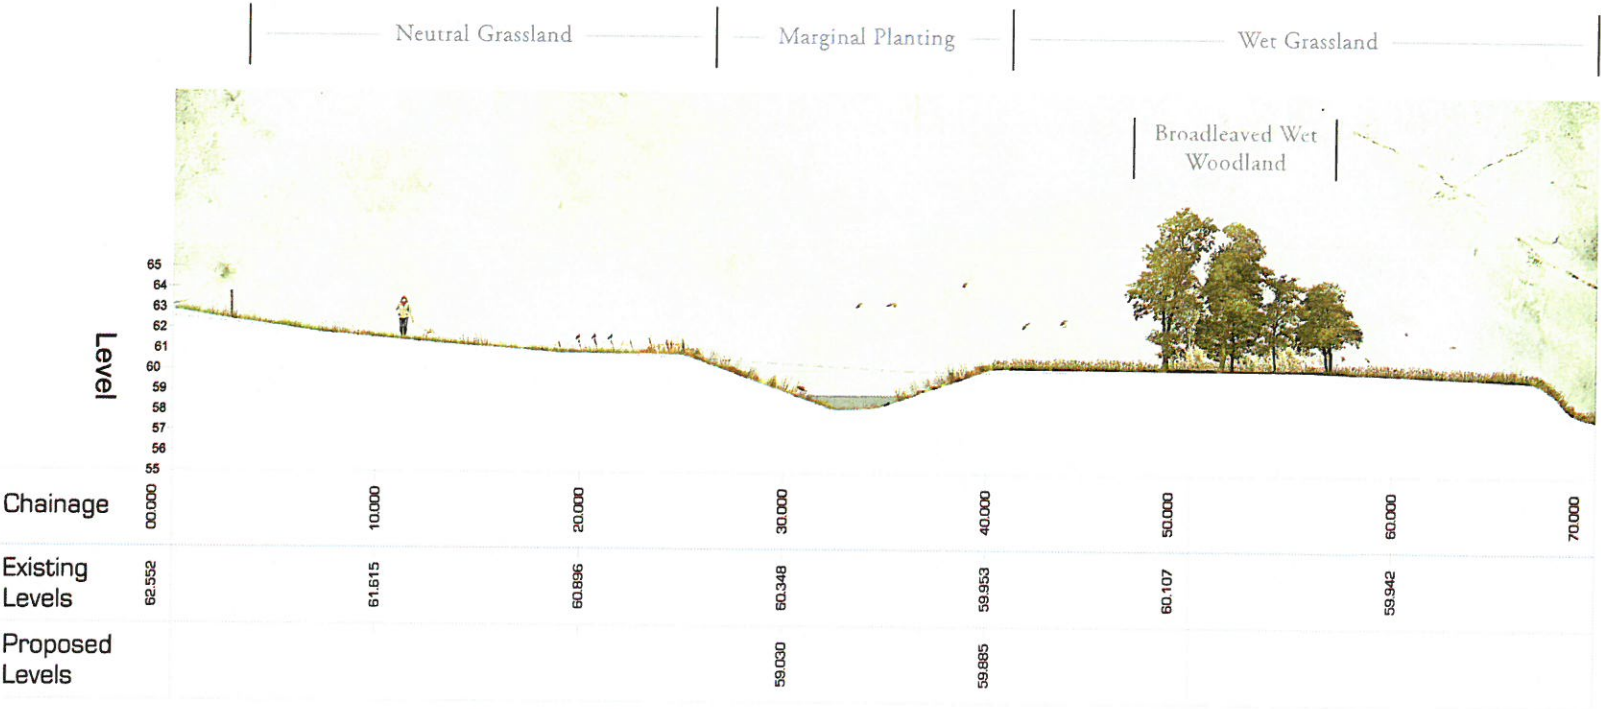 Neutral Grassland
Marginal Planting
Wet Grassland
Broadleaved Wet
Woodland
Level
65
64
63
62
61
60
59
58
57
56
55
Chainage 00.000 10.000 20.000 30.000 40.000 50.000 60.000 70.000
Existing
Levels 62.552 61.615 60.896 60.348 59.953 60.107 59.942
Proposed
Levels 59.030 59.885